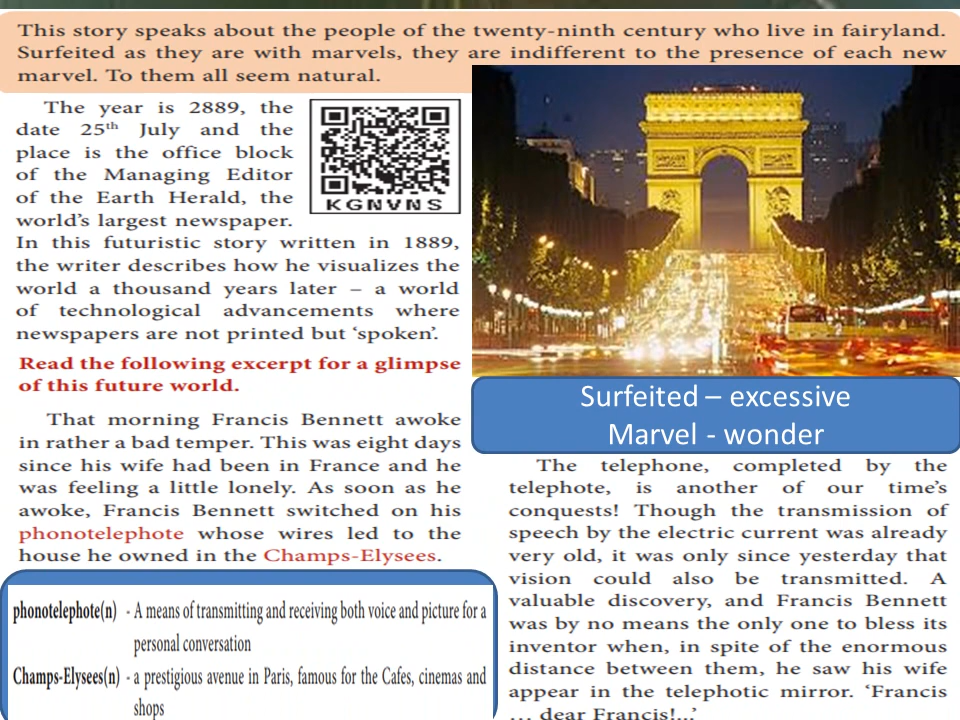 This story speaks about the people of the twenty-ninth century who live in fairyland.
Surfeited as they are with marvels, they are indifferent to the presence of each new
marvel. To them all seem natural.
The year is 2889, the
date 25th July and the
place is the office block
of the Managing Editor
of the Earth Herald, the
world's largest newspaper.
KGNVNS
In this futuristic story written in 1889,
the writer describes how he visualizes the
world a thousand years later – a world
of technological advancements where
newspapers are not printed but 'spoken'.
Read the following excerpt for a glimpse
of this future world.
That morning Francis Bennett awoke
in rather a bad temper. This was eight days
since his wife had been in France and he
was feeling a little lonely. As soon as he
awoke, Francis Bennett switched on his
phonotelephote whose wires led to the
house he owned in the Champs-Elysees.
phonotelephote(n) - A means of transmitting and receiving both voice and picture for a
personal conversation
Champs-Elysees(n) - a prestigious avenue in Paris, famous for the Cafes, cinemas and
shops
Surfeited – excessive
Marvel - wonder
The telephone, completed by the
telephote, is another of our time's
conquests! Though the transmission of
speech by the electric current was already
very old, it was only since yesterday that
vision could also be transmitted. A
valuable discovery, and Francis Bennett
was by no means the only one to bless its
inventor when, in spite of the enormous
distance between them, he saw his wife
appear in the telephotic mirror. 'Francis
… dear Francis!...'